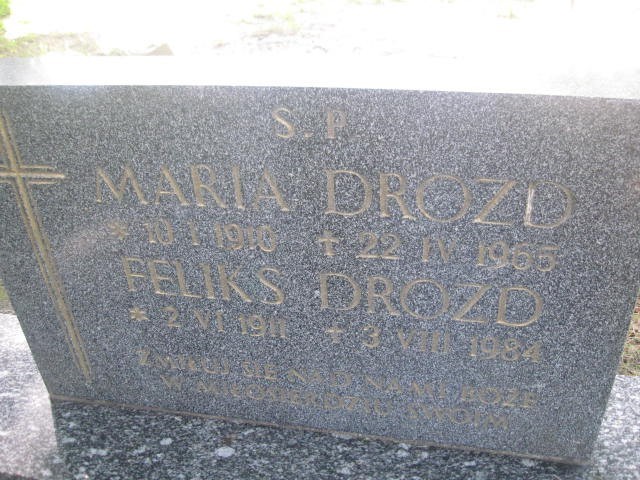 S.P.
MARIA DROZD
* 10 I 1910 + 22 IV 1965
FELIKS DROZD
* 2 VI 1911 + 3 VIII 1984
ZMIŁUJ SIĘ NAD NAMI BOŻE
W MIŁOSIERDZIU TWOIM